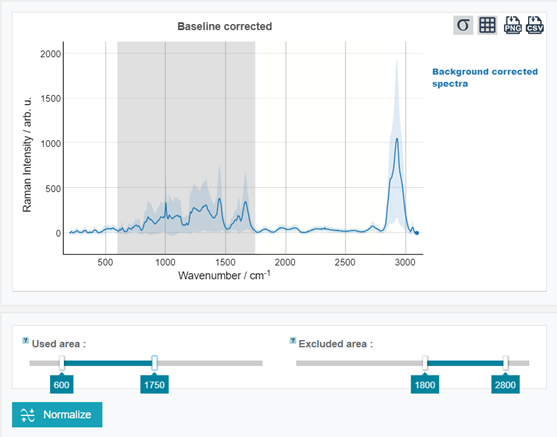 Baseline corrected
σ
PNG
CSV
Background corrected
spectra
Raman Intensity / arb. u.
2000
1500
1000
500
0
500
1000
1500
2000
2500
3000
Wavenumber / cm-1
? Used area :
600
1750
? Excluded area :
1800
2800
Normalize